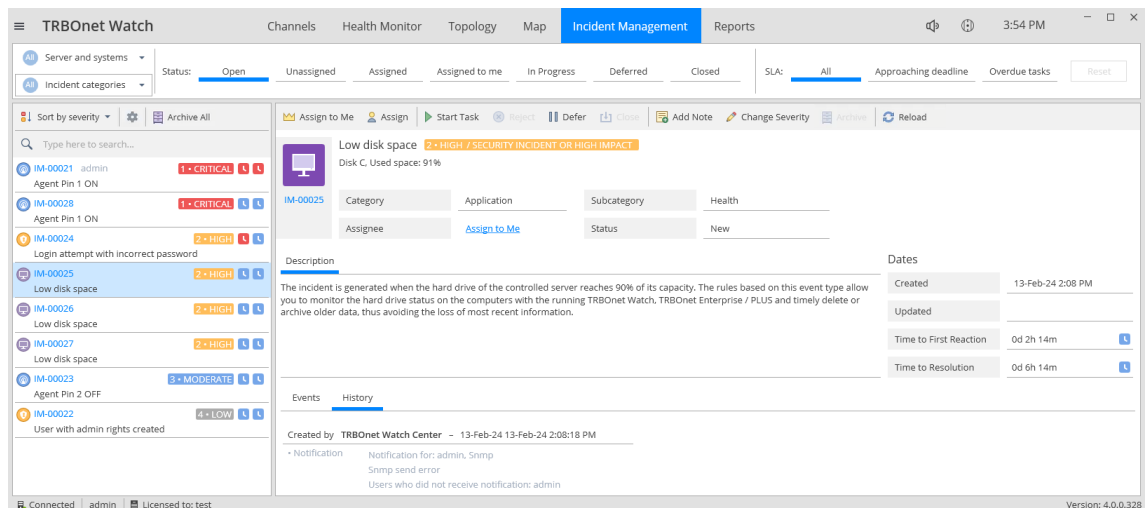 TRBOnet Watch
Channels Health Monitor Topology Map Incident Management Reports
3:54 PM
All Server and systems
All Incident categories
Status: Open Unassigned Assigned Assigned to me In Progress Deferred Closed SLA: All Approaching deadline Overdue tasks Reset
Sort by severity Archive All
Type here to search...
IM-00021 admin 1 • CRITICAL
Agent Pin 1 ON
IM-00028 1 • CRITICAL
Agent Pin 1 ON
IM-00024 2 • HIGH
Login attempt with incorrect password
IM-00025 2 • HIGH
Low disk space
IM-00026 2 • HIGH
Low disk space
IM-00027 2 • HIGH
Low disk space
IM-00023 3 • MODERATE
Agent Pin 2 OFF
IM-00022 4 • LOW
User with admin rights created
Assign to Me Assign Start Task Reject Defer Close Add Note Change Severity Archive Reload
Low disk space 2 • HIGH / SECURITY INCIDENT OR HIGH IMPACT
Disk C, Used space: 91%
IM-00025
Category Application Subcategory Health
Assignee Assign to Me Status New
Description
The incident is generated when the hard drive of the controlled server reaches 90% of its capacity. The rules based on this event type allow
you to monitor the hard drive status on the computers with the running TRBOnet Watch, TRBOnet Enterprise / PLUS and timely delete or
archive older data, thus avoiding the loss of most recent information.
Dates
Created 13-Feb-24 2:08 PM
Updated
Time to First Reaction 0d 2h 14m
Time to Resolution 0d 6h 14m
Events History
Created by TRBOnet Watch Center – 13-Feb-24 13-Feb-24 2:08:18 PM
• Notification Notification for: admin, Snmp
Snmp send error
Users who did not receive notification: admin
Connected admin Licensed to: test Version: 4.0.0.328